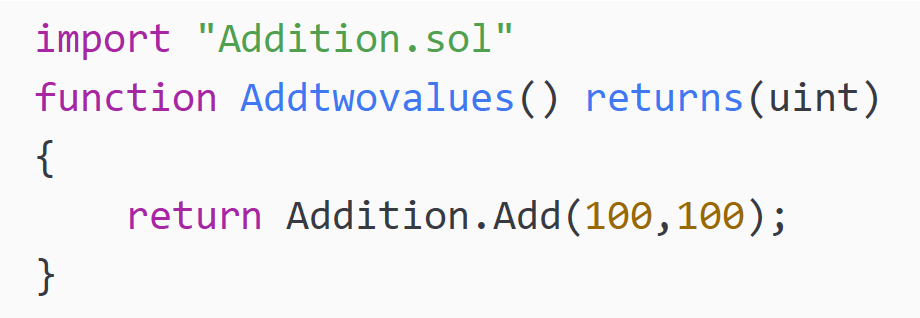 import "Addition.sol"
function Addtwovalues() returns(uint)
{
    return Addition.Add(100,100);
}